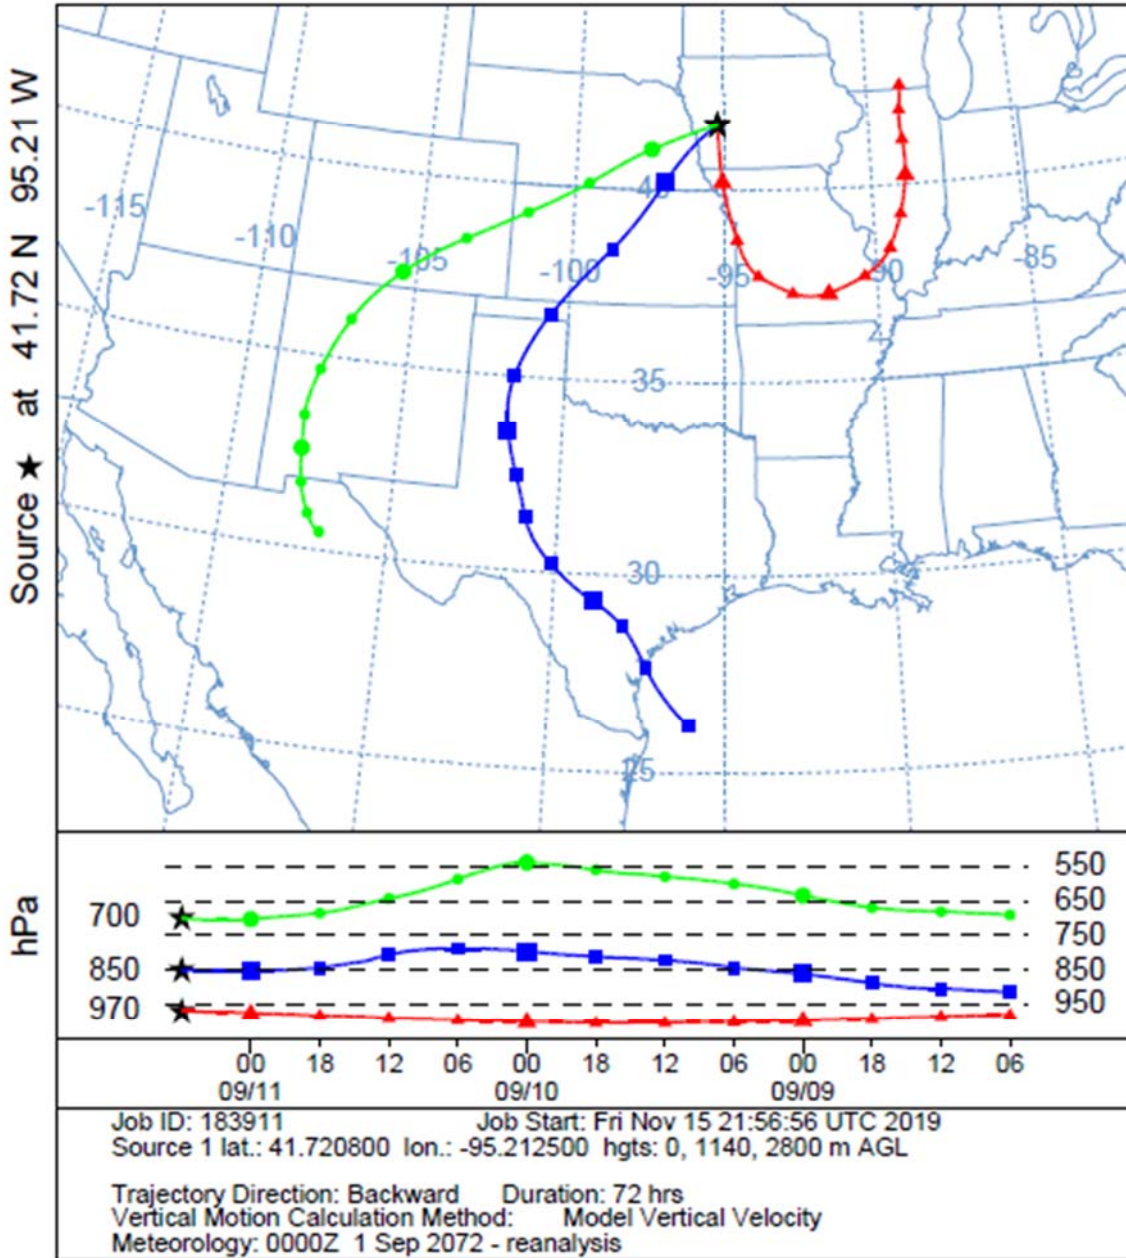 Source ★ at 41.72 N 95.21 W
-115
-110
-105
-100
-95
-85
35
30
25
hPa
700
850
970
550
650
750
850
950
00 18 12 06 00 18 12 06 00 18 12 06
09/11 09/10 09/09
Job ID: 183911 Job Start: Fri Nov 15 21:56:56 UTC 2019
Source 1 lat.: 41.720800 lon.: -95.212500 hgts: 0, 1140, 2800 m AGL
Trajectory Direction: Backward Duration: 72 hrs
Vertical Motion Calculation Method: Model Vertical Velocity
Meteorology: 0000Z 1 Sep 2072 - reanalysis